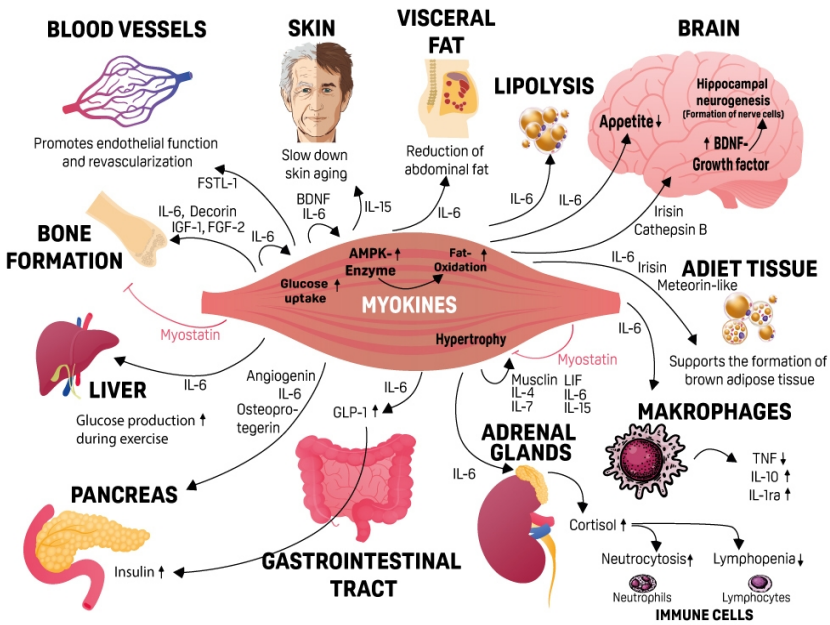 BLOOD VESSELS
Promotes endothelial function
and revascularization
FSTL-1
SKIN
Slow down
skin aging
BDNF
IL-6
IL-15
VISCERAL
FAT
Reduction of
abdominal fat
IL-6
LIPOLYSIS
IL-6
IL-6
BRAIN
Hippocampal
neurogenesis
(Formation of nerve cells)
Appetite ↓
↑ BDNF-
Growth factor
Irisin
Cathepsin B
BONE
FORMATION
IL-6, Decorin
IGF-1, FGF-2
IL-6
Myostatin
AMPK- ↑
Enzyme
Fat- ↑
Oxidation
Glucose ↑
uptake
MYOKINES
Hypertrophy
IL-6
Irisin
Meteorin-like
ADIET TISSUE
Supports the formation of
brown adipose tissue
IL-6
LIVER
IL-6
Glucose production ↑
during exercise
Angiogenin
IL-6
Osteopro-
tegerin
IL-6
GLP-1 ↑
Myostatin
Musclin
IL-4
IL-7
LIF
IL-6
IL-15
MAKROPHAGES
TNF ↓
IL-10 ↑
IL-1ra ↑
ADRENAL
GLANDS
IL-6
Cortisol ↑
Neutrocytosis ↑
Lymphopenia ↓
Neutrophils
Lymphocytes
IMMUNE CELLS
PANCREAS
Insulin ↑
GASTROINTESTINAL
TRACT